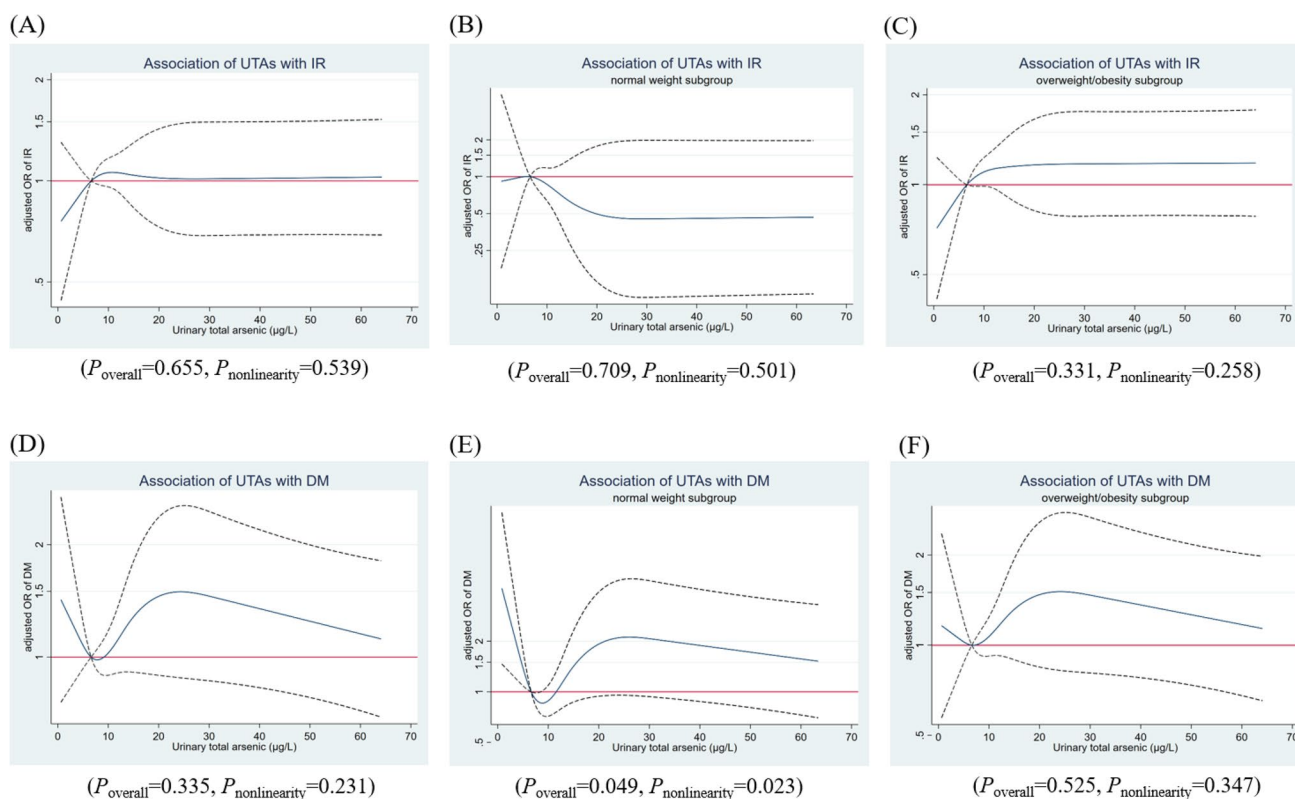 (A)
Association of UTAs with IR
adjusted OR of IR
2
1.5
1
.5
0 10 20 30 40 50 60 70
Urinary total arsenic (µg/L)
(Poverall=0.655, Pnonlinearity=0.539)
(B)
Association of UTAs with IR
normal weight subgroup
adjusted OR of IR
2
1.5
1
.5
.25
0 10 20 30 40 50 60 70
Urinary total arsenic (µg/L)
(Poverall=0.709, Pnonlinearity=0.501)
(C)
Association of UTAs with IR
overweight/obesity subgroup
adjusted OR of IR
2
1.5
1
.5
0 10 20 30 40 50 60 70
Urinary total arsenic (µg/L)
(Poverall=0.331, Pnonlinearity=0.258)
(D)
Association of UTAs with DM
adjusted OR of DM
2
1.5
1
0 10 20 30 40 50 60 70
Urinary total arsenic (µg/L)
(Poverall=0.335, Pnonlinearity=0.231)
(E)
Association of UTAs with DM
normal weight subgroup
adjusted OR of DM
2
1.5
1
.5
0 10 20 30 40 50 60 70
Urinary total arsenic (µg/L)
(Poverall=0.049, Pnonlinearity=0.023)
(F)
Association of UTAs with DM
overweight/obesity subgroup
adjusted OR of DM
2
1.5
1
.5
0 10 20 30 40 50 60 70
Urinary total arsenic (µg/L)
(Poverall=0.525, Pnonlinearity=0.347)